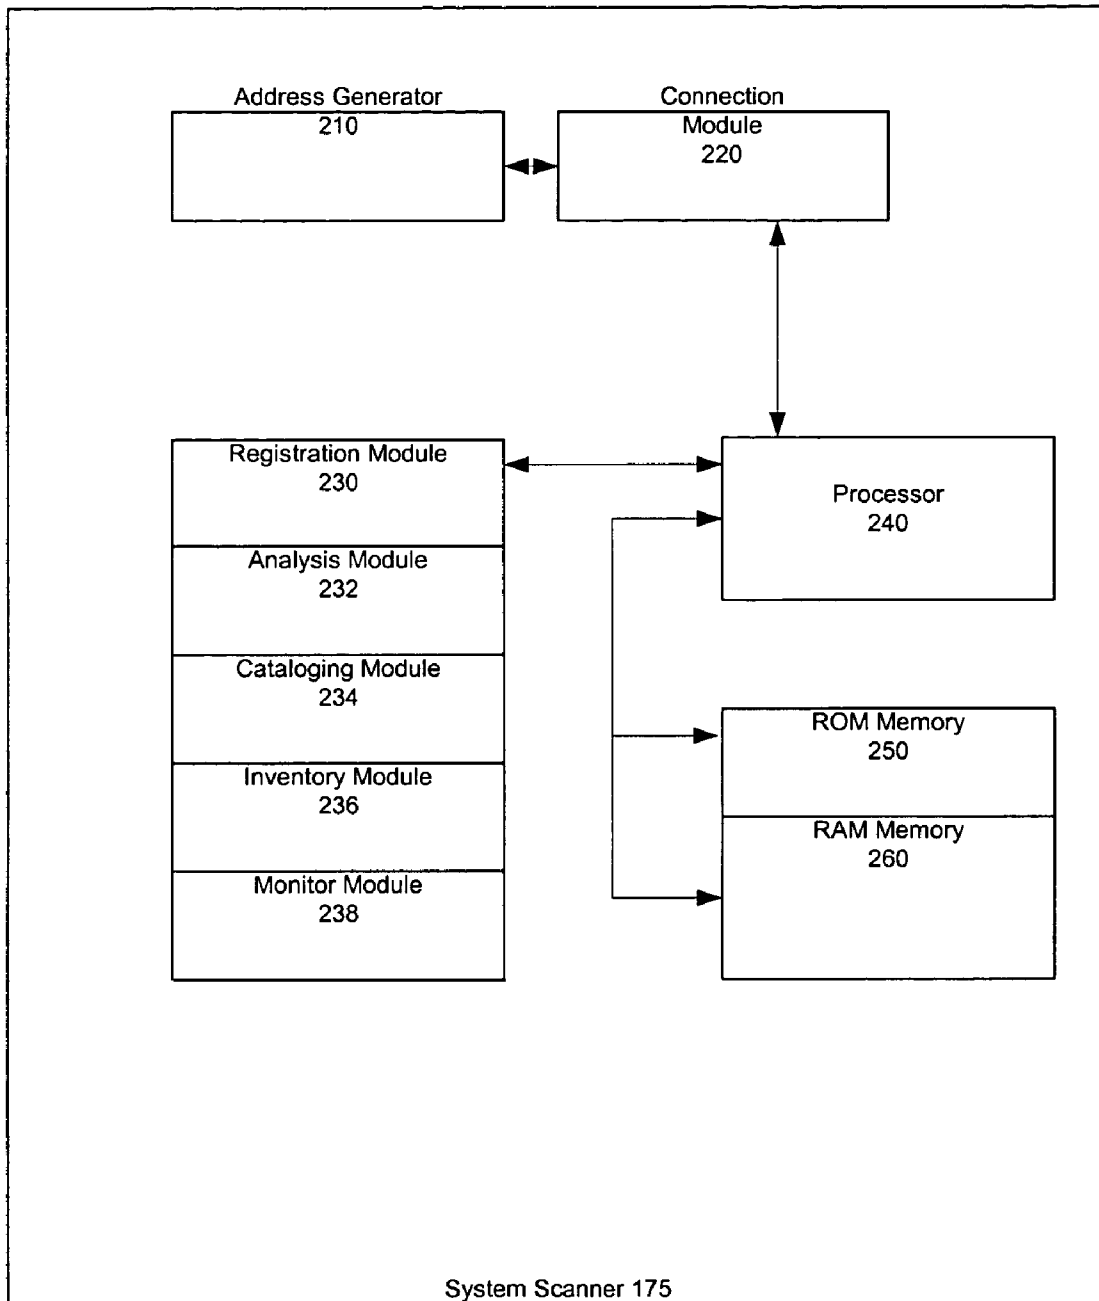 Address Generator
210
Connection
Module
220
Registration Module
230
Analysis Module
232
Cataloging Module
234
Inventory Module
236
Monitor Module
238
Processor
240
ROM Memory
250
RAM Memory
260
System Scanner 175